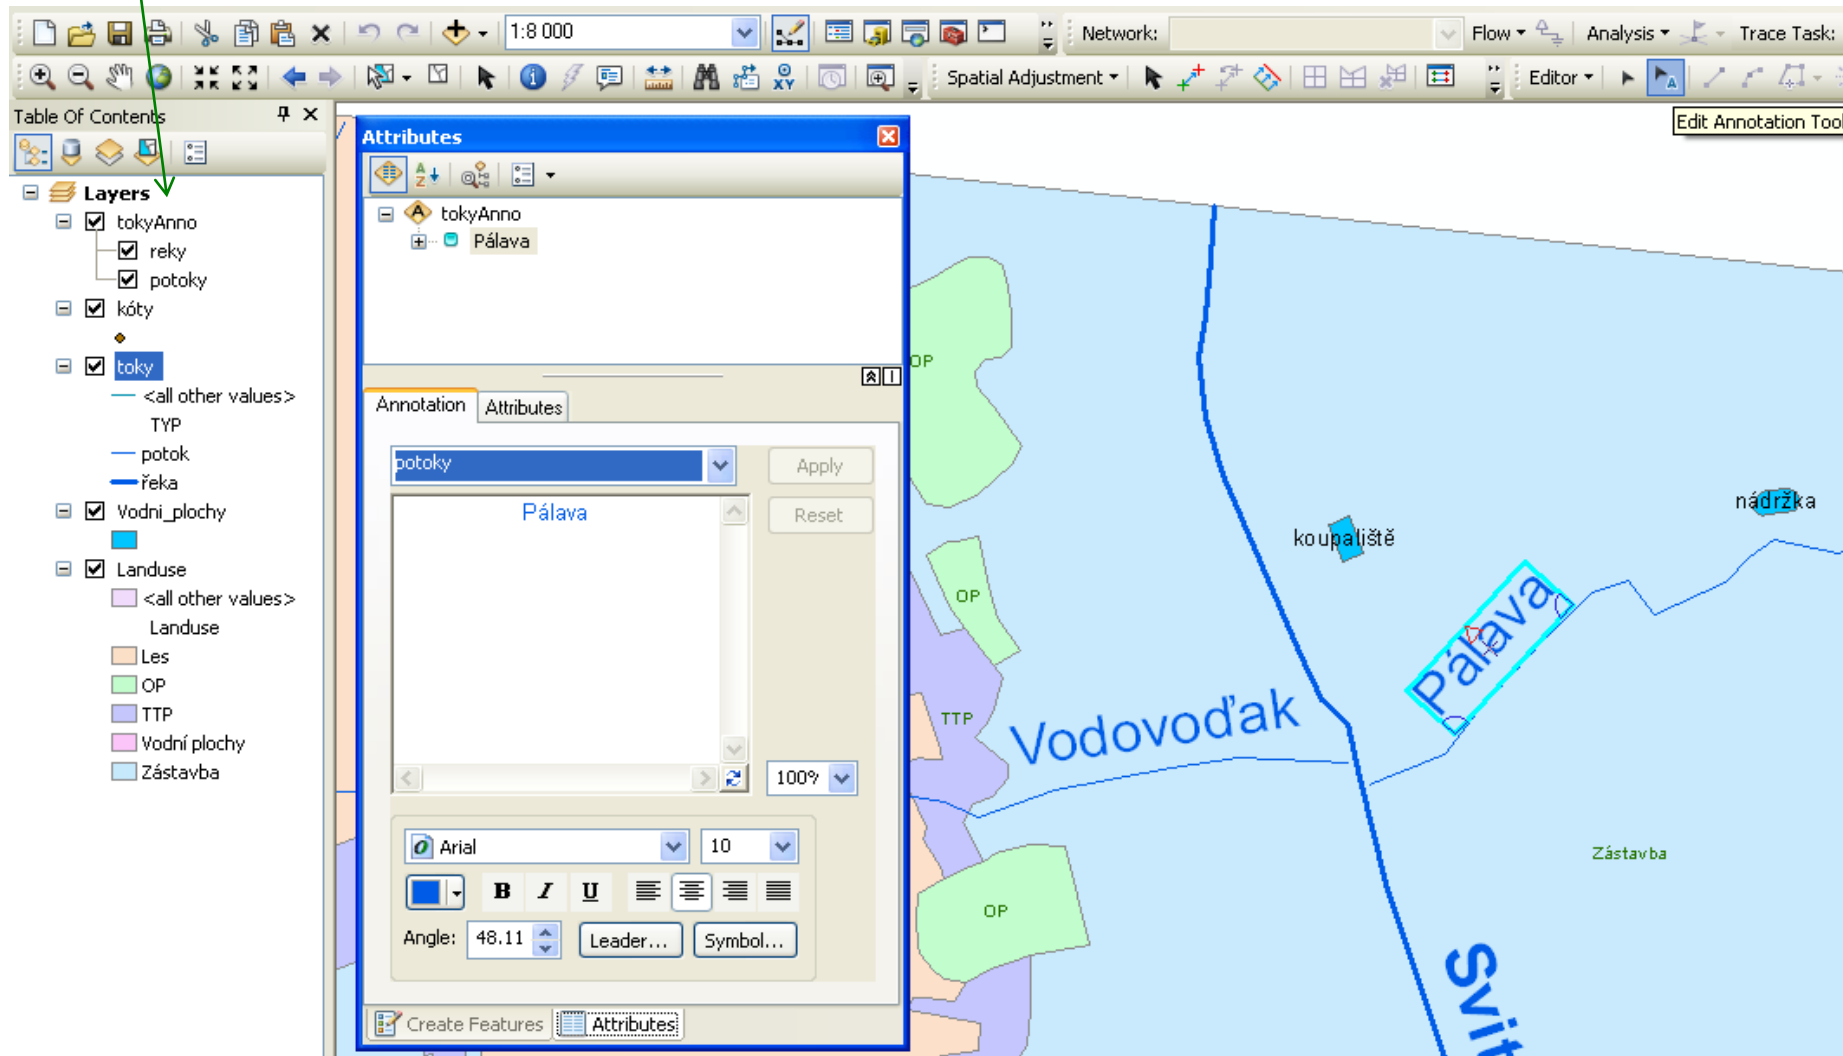 1:8 000
Network:
Flow
Analysis
Trace Task:
Spatial Adjustment
Editor
Edit Annotation Tool
Table Of Contents
Layers
tokyAnno
reky
potoky
kóty
toky
<all other values>
TYP
potok
řeka
Vodni_plochy
Landuse
<all other values>
Landuse
Les
OP
TTP
Vodní plochy
Zástavba
Attributes
tokyAnno
Pálava
Annotation
Attributes
potoky
Apply
Pálava
Reset
100%
Arial
10
B I U
Angle:
48.11
Leader...
Symbol...
Create Features
Attributes
OP
OP
TTP
OP
nádržka
koupaliště
Pálava
Vodovoďak
Zástavba
Svit